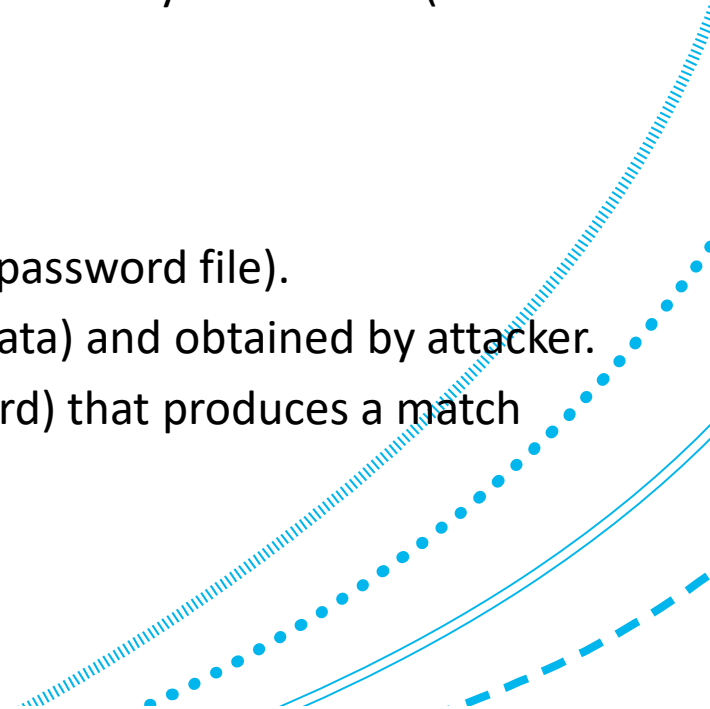 (
password file).
ata) and obtained by attacker.
rd) that produces a match